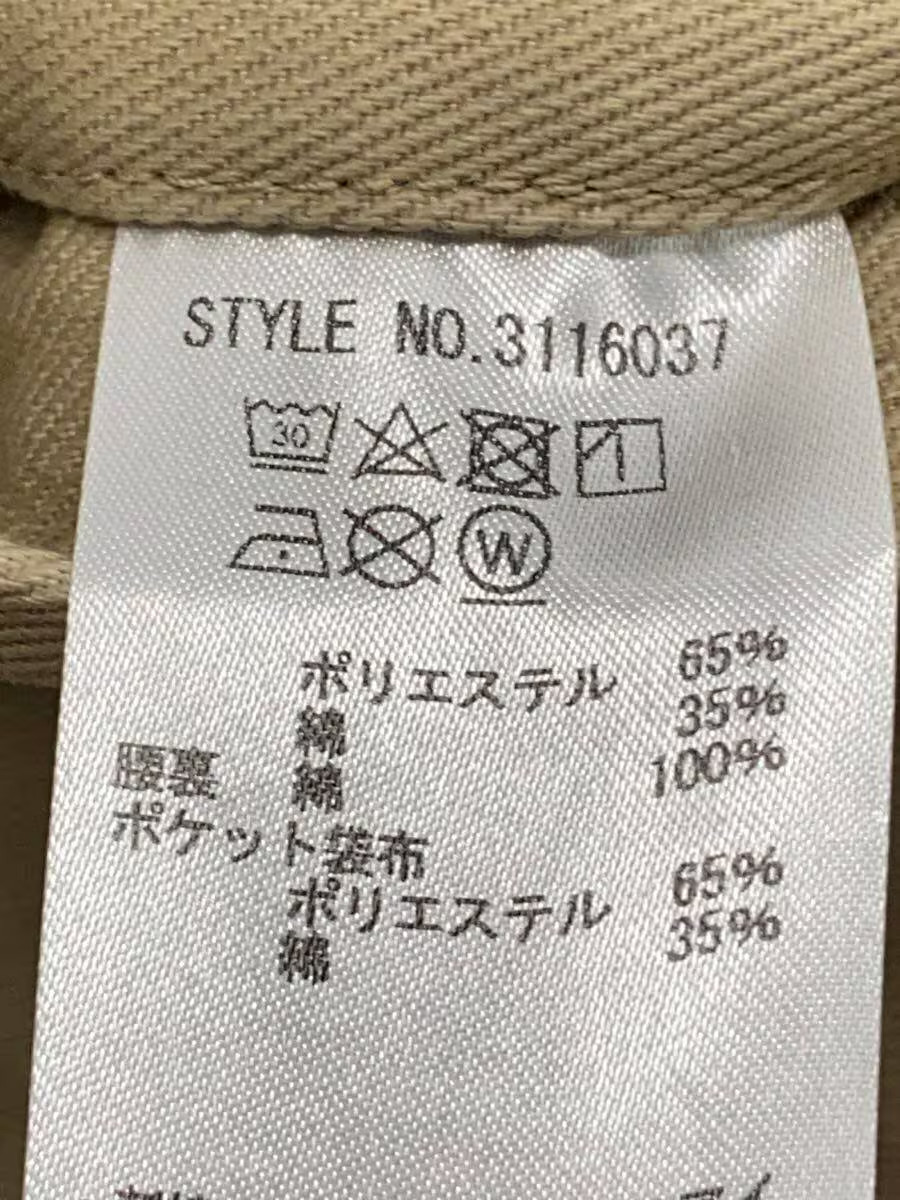 STYLE NO.3116037
30
W
ポリエステル 65%
綿 35%
腰裏 綿 100%
ポケット袋布
ポリエステル 65%
綿 35%